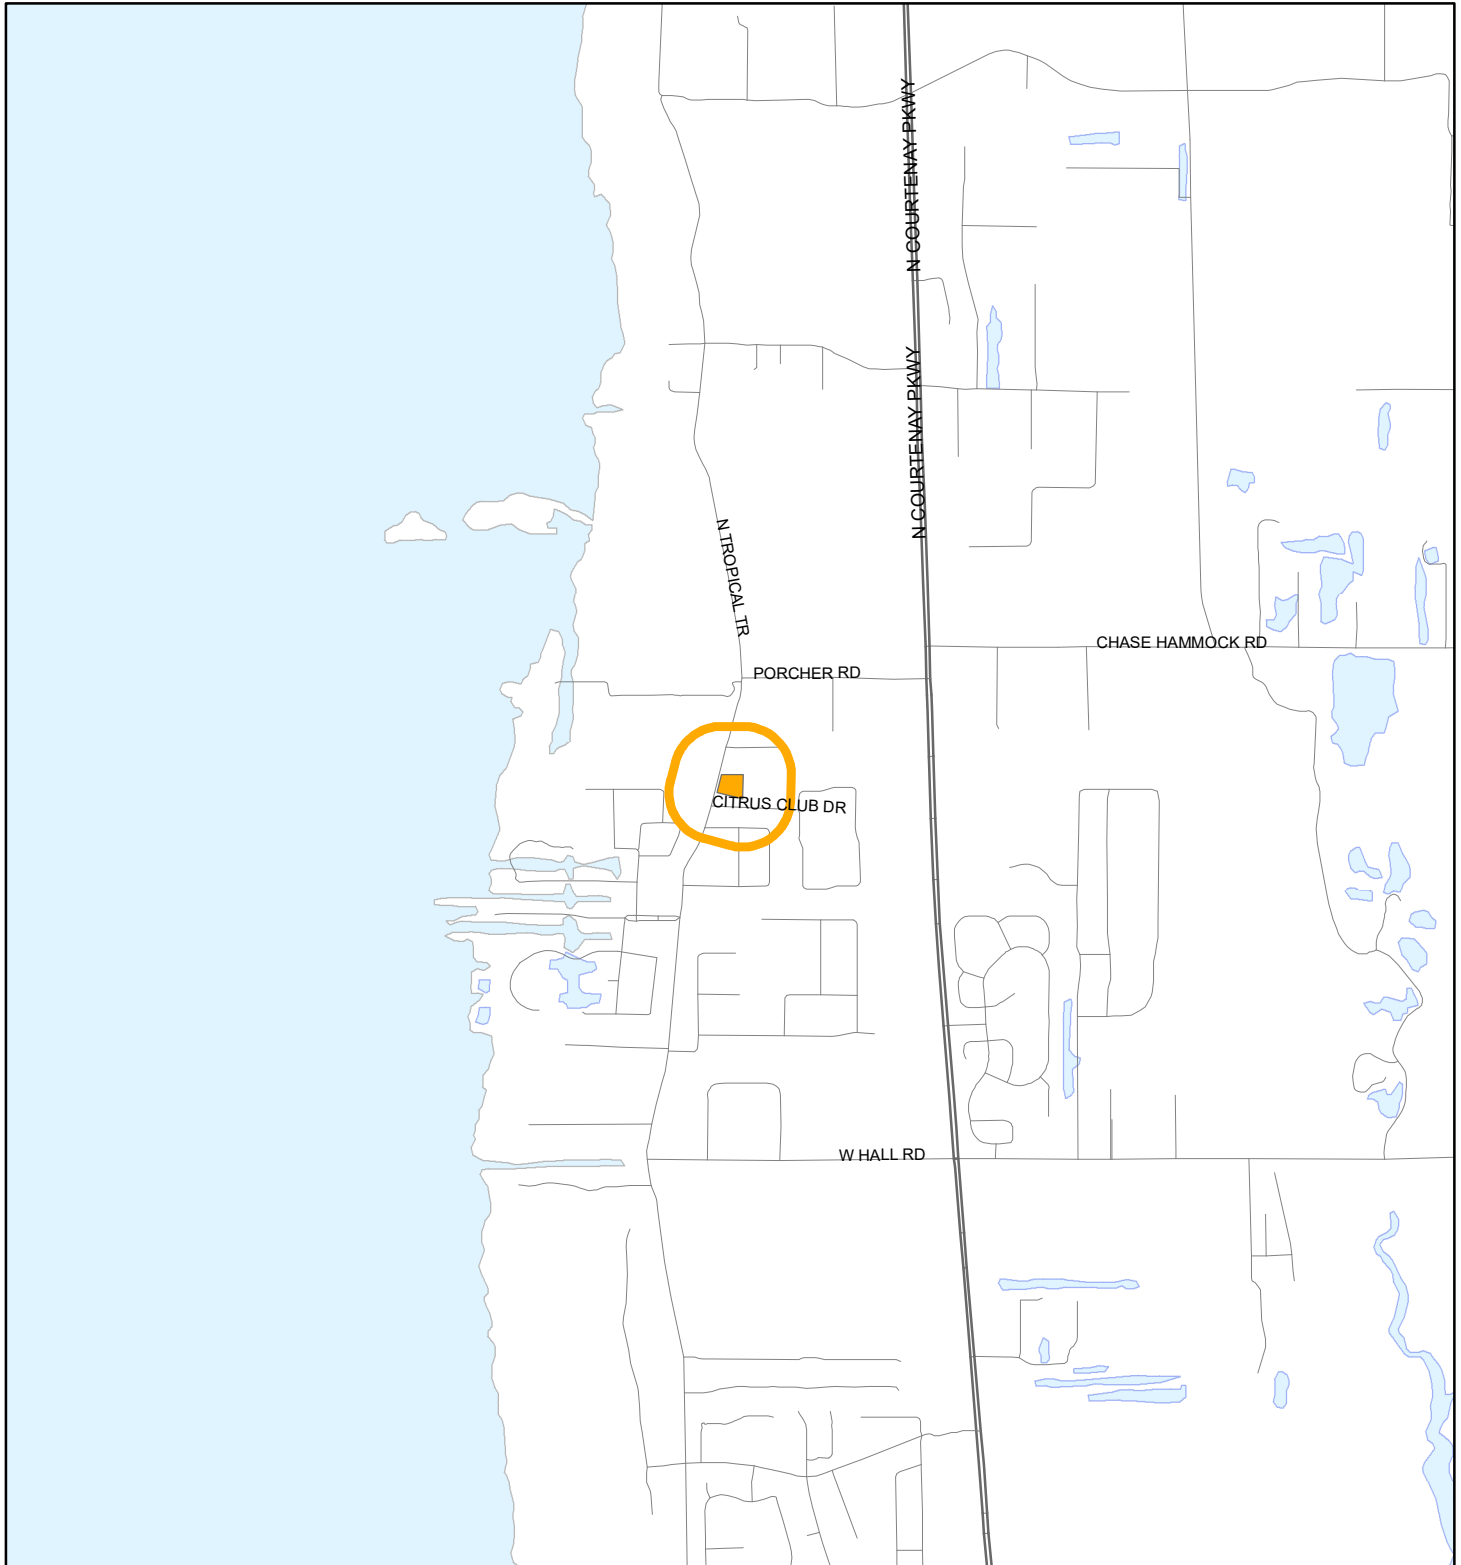 N COURTENAY PKWY
N COURTENAY PKWY
N TROPICAL TR
CHASE HAMMOCK RD
PORCHER RD
CITRUS CLUB DR
W HALL RD